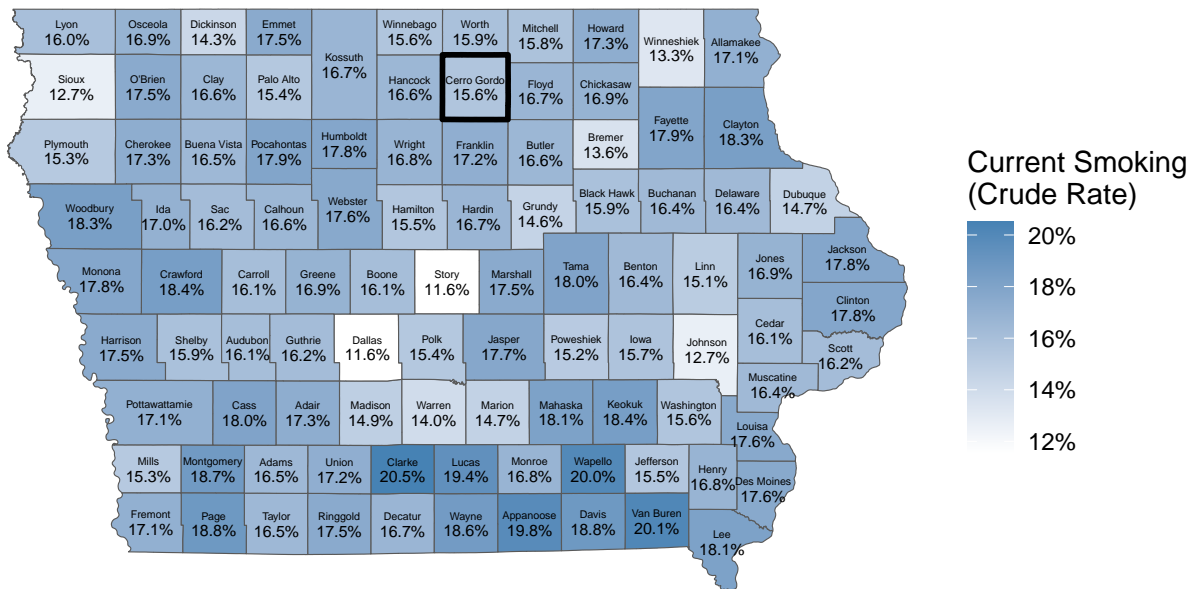 Lyon
16.0%
Osceola
16.9%
Dickinson
14.3%
Emmet
17.5%
Kossuth
16.7%
Winnebago
15.6%
Worth
15.9%
Mitchell
15.8%
Howard
17.3%
Winneshiek
13.3%
Allamakee
17.1%
Sioux
12.7%
O'Brien
17.5%
Clay
16.6%
Palo Alto
15.4%
Hancock
16.6%
Cerro Gordo
15.6%
Floyd
16.7%
Chickasaw
16.9%
Fayette
17.9%
Clayton
18.3%
Plymouth
15.3%
Cherokee
17.3%
Buena Vista
16.5%
Pocahontas
17.9%
Humboldt
17.8%
Wright
16.8%
Franklin
17.2%
Butler
16.6%
Bremer
13.6%
Woodbury
18.3%
Ida
17.0%
Sac
16.2%
Calhoun
16.6%
Webster
17.6%
Hamilton
15.5%
Hardin
16.7%
Grundy
14.6%
Black Hawk
15.9%
Buchanan
16.4%
Delaware
16.4%
Dubuque
14.7%
Monona
17.8%
Crawford
18.4%
Carroll
16.1%
Greene
16.9%
Boone
16.1%
Story
11.6%
Marshall
17.5%
Tama
18.0%
Benton
16.4%
Linn
15.1%
Jones
16.9%
Jackson
17.8%
Clinton
17.8%
Harrison
17.5%
Shelby
15.9%
Audubon
16.1%
Guthrie
16.2%
Dallas
11.6%
Polk
15.4%
Jasper
17.7%
Poweshiek
15.2%
Iowa
15.7%
Johnson
12.7%
Cedar
16.1%
Scott
16.2%
Muscatine
16.4%
Pottawattamie
17.1%
Cass
18.0%
Adair
17.3%
Madison
14.9%
Warren
14.0%
Marion
14.7%
Mahaska
18.1%
Keokuk
18.4%
Washington
15.6%
Louisa
17.6%
Mills
15.3%
Montgomery
18.7%
Adams
16.5%
Union
17.2%
Clarke
20.5%
Lucas
19.4%
Monroe
16.8%
Wapello
20.0%
Jefferson
15.5%
Henry
16.8%
Des Moines
17.6%
Fremont
17.1%
Page
18.8%
Taylor
16.5%
Ringgold
17.5%
Decatur
16.7%
Wayne
18.6%
Appanoose
19.8%
Davis
18.8%
Van Buren
20.1%
Lee
18.1%
Current Smoking
(Crude Rate)
20%
18%
16%
14%
12%